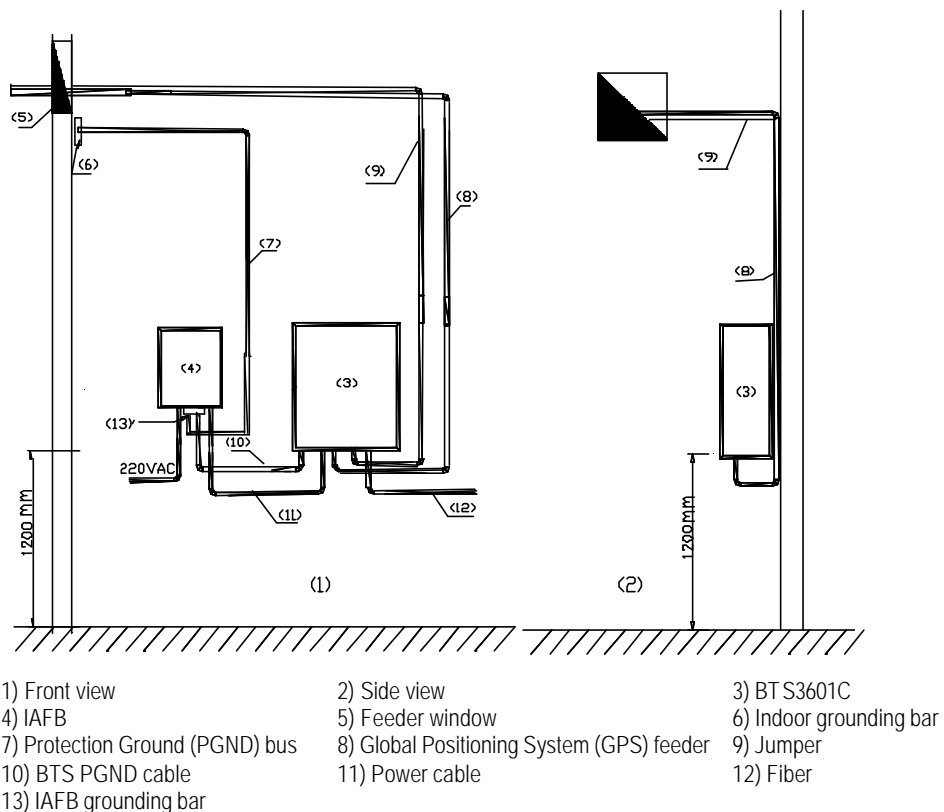 (5)
(6)
(9)
(9)
(8)
(7)
(8)
(4)
(3)
(3)
(13)
(10)
220VAC
(11)
(12)
1200 MM
1200MM
(1)
(2)
1) Front view 2) Side view 3) BTS3601C
4) IAFB 5) Feeder window 6) Indoor grounding bar
7) Protection Ground (PGND) bus 8) Global Positioning System (GPS) feeder 9) Jumper
10) BTS PGND cable 11) Power cable 12) Fiber
13) IAFB grounding bar